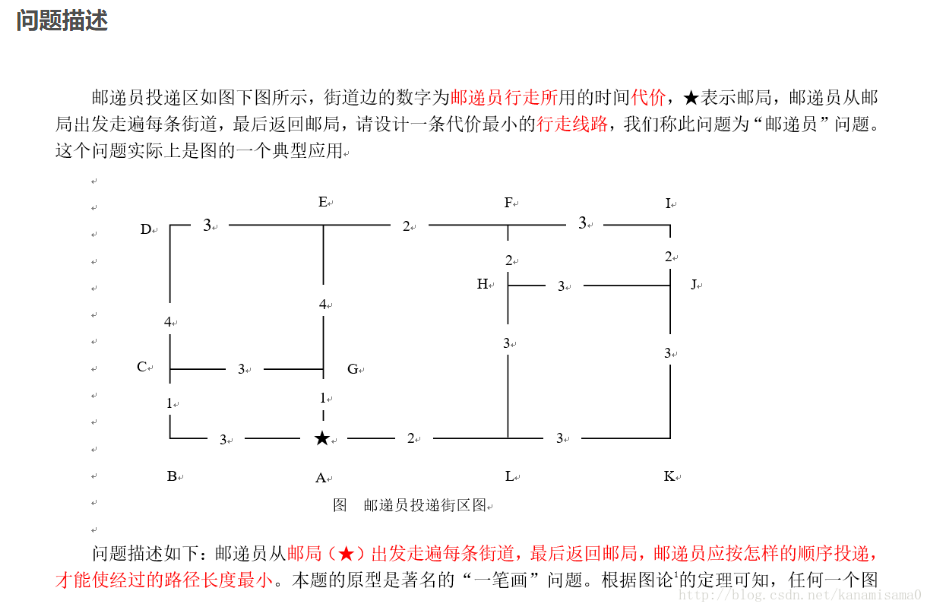 问题描述
邮递员投递区如图下图所示，街道边的数字为邮递员行走所用的时间代价，★表示邮局，邮递员从邮
局出发走遍每条街道，最后返回邮局，请设计一条代价最小的行走线路，我们称此问题为“邮递员”问题。
这个问题实际上是图的一个典型应用
E F I
D 3 2 3
2 2
H 3 J
4 4
3 3
C 3 G
1 1
3 ★ 2 3
B A L K
图 邮递员投递街区图
问题描述如下：邮递员从邮局（★）出发走遍每条街道，最后返回邮局，邮递员应按怎样的顺序投递，
才能使经过的路径长度最小。本题的原型是著名的“一笔画”问题。根据图论1的定理可知，任何一个图
http://blog.csdn.net/kanamisama0